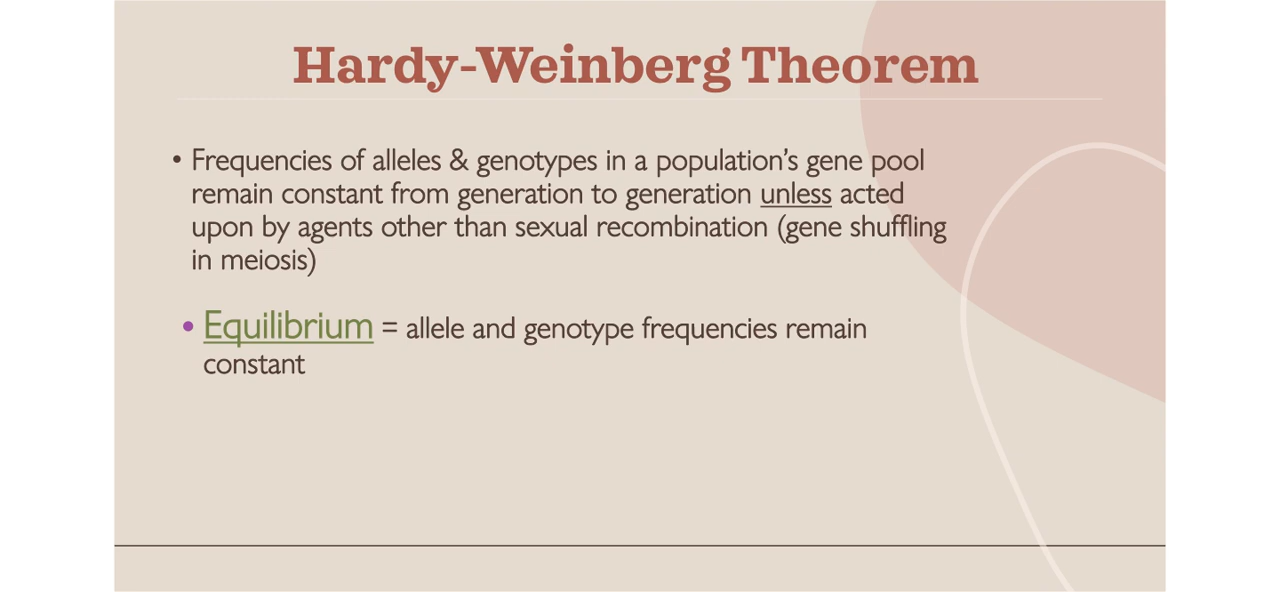 Hardy-Weinberg Theorem
• Frequencies of alleles & genotypes in a population’s gene pool
remain constant from generation to generation unless acted
upon by agents other than sexual recombination (gene shuffling
in meiosis)
• Equilibrium = allele and genotype frequencies remain
constant